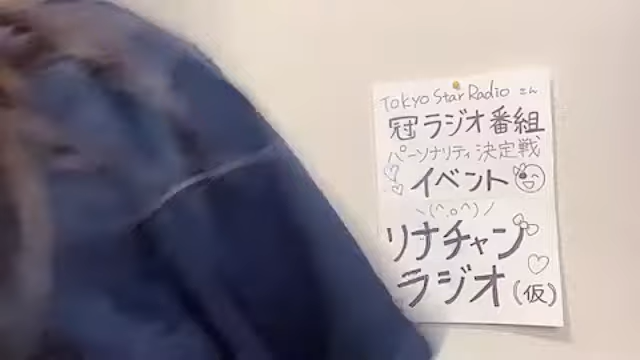 TOKYO Star Radio さん
冠ラジオ番組
パーソナリティ決定戦
イベント
\(^o^)/
リナチャン
ラジオ(仮)